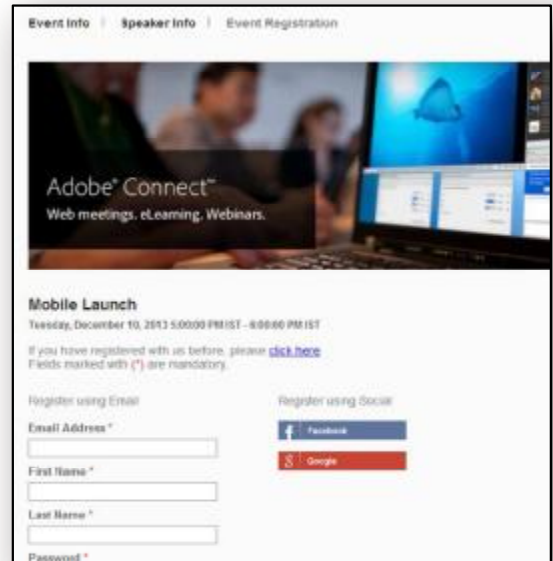 Event Info | Speaker Info | Event Registration
Adobe® Connect™
Web meetings. eLearning. Webinars.
Mobile Launch
Tuesday, December 10, 2013 5:00:00 PM IST - 6:00:00 PM IST
If you have registered with us before, please click here
Fields marked with (*) are mandatory.
Register using Email
Register using Social
Email Address *
Facebook
First Name *
Google
Last Name *
Password *